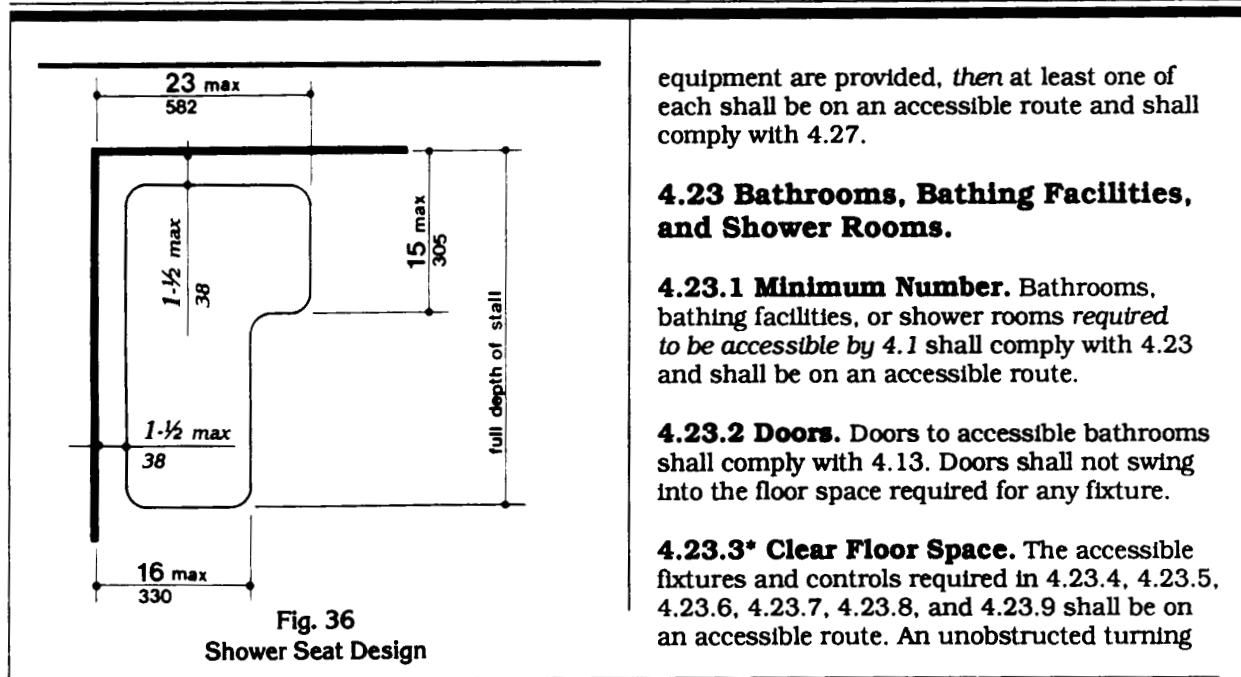 23 max
582
1-½ max
38
15 max
305
full depth of stall
1-½ max
38
16 max
330
Fig. 36
Shower Seat Design
equipment are provided, then at least one of
each shall be on an accessible route and shall
comply with 4.27.
4.23 Bathrooms, Bathing Facilities,
and Shower Rooms.
4.23.1 Minimum Number. Bathrooms,
bathing facilities, or shower rooms required
to be accessible by 4.1 shall comply with 4.23
and shall be on an accessible route.
4.23.2 Doors. Doors to accessible bathrooms
shall comply with 4.13. Doors shall not swing
into the floor space required for any fixture.
4.23.3* Clear Floor Space. The accessible
fixtures and controls required in 4.23.4, 4.23.5,
4.23.6, 4.23.7, 4.23.8, and 4.23.9 shall be on
an accessible route. An unobstructed turning